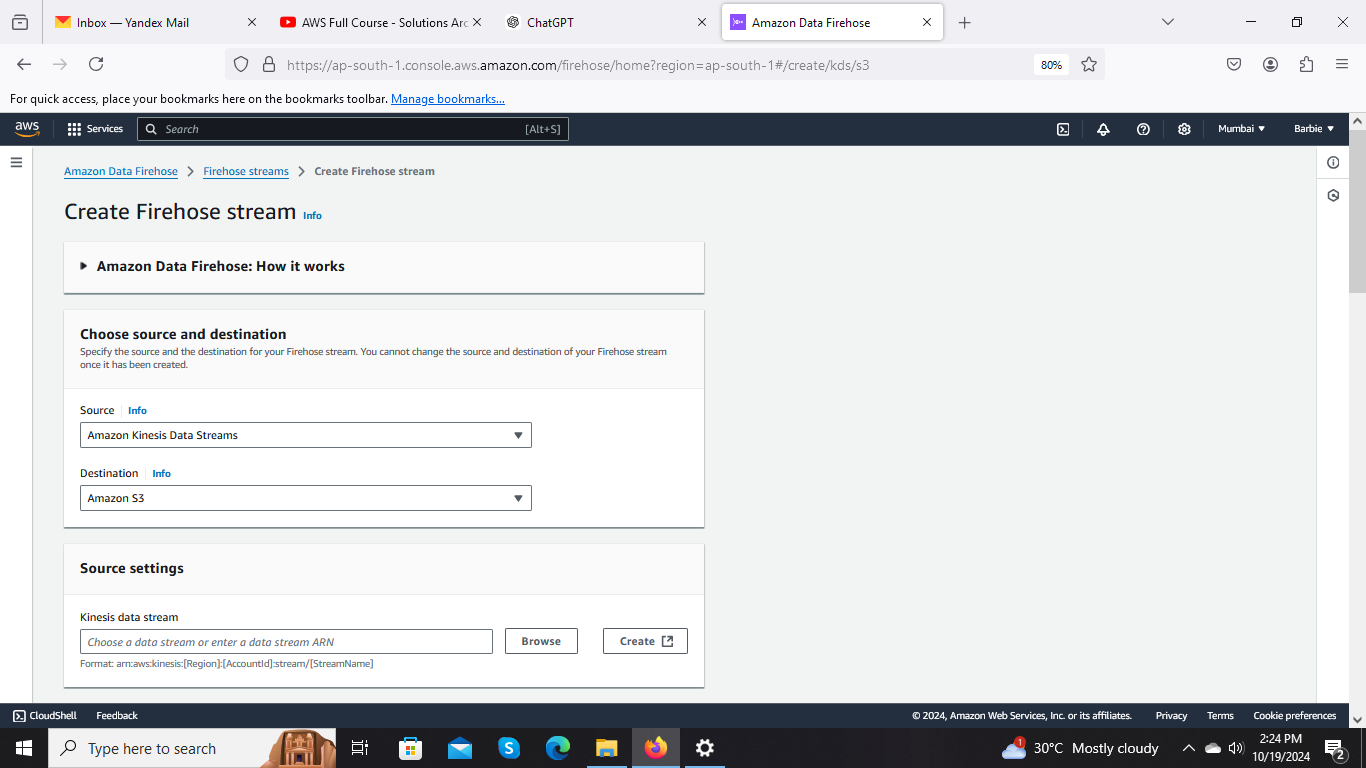 Inbox — Yandex Mail
AWS Full Course - Solutions Arc
ChatGPT
Amazon Data Firehose
https://ap-south-1.console.aws.amazon.com/firehose/home?region=ap-south-1#/create/kds/s3
80%
For quick access, place your bookmarks here on the bookmarks toolbar. Manage bookmarks...
aws
Services
Search
[Alt+S]
Mumbai
Barbie
Amazon Data Firehose
Firehose streams
Create Firehose stream
Create Firehose stream Info
Amazon Data Firehose: How it works
Choose source and destination
Specify the source and the destination for your Firehose stream. You cannot change the source and destination of your Firehose stream
once it has been created.
Source Info
Amazon Kinesis Data Streams
Destination Info
Amazon S3
Source settings
Kinesis data stream
Choose a data stream or enter a data stream ARN
Browse
Create
Format: arn:aws:kinesis:[Region]:[AccountId]:stream/[StreamName]
CloudShell
Feedback
© 2024, Amazon Web Services, Inc. or its affiliates.
Privacy
Terms
Cookie preferences
Type here to search
1
30°C Mostly cloudy
2:24 PM
10/19/2024
2